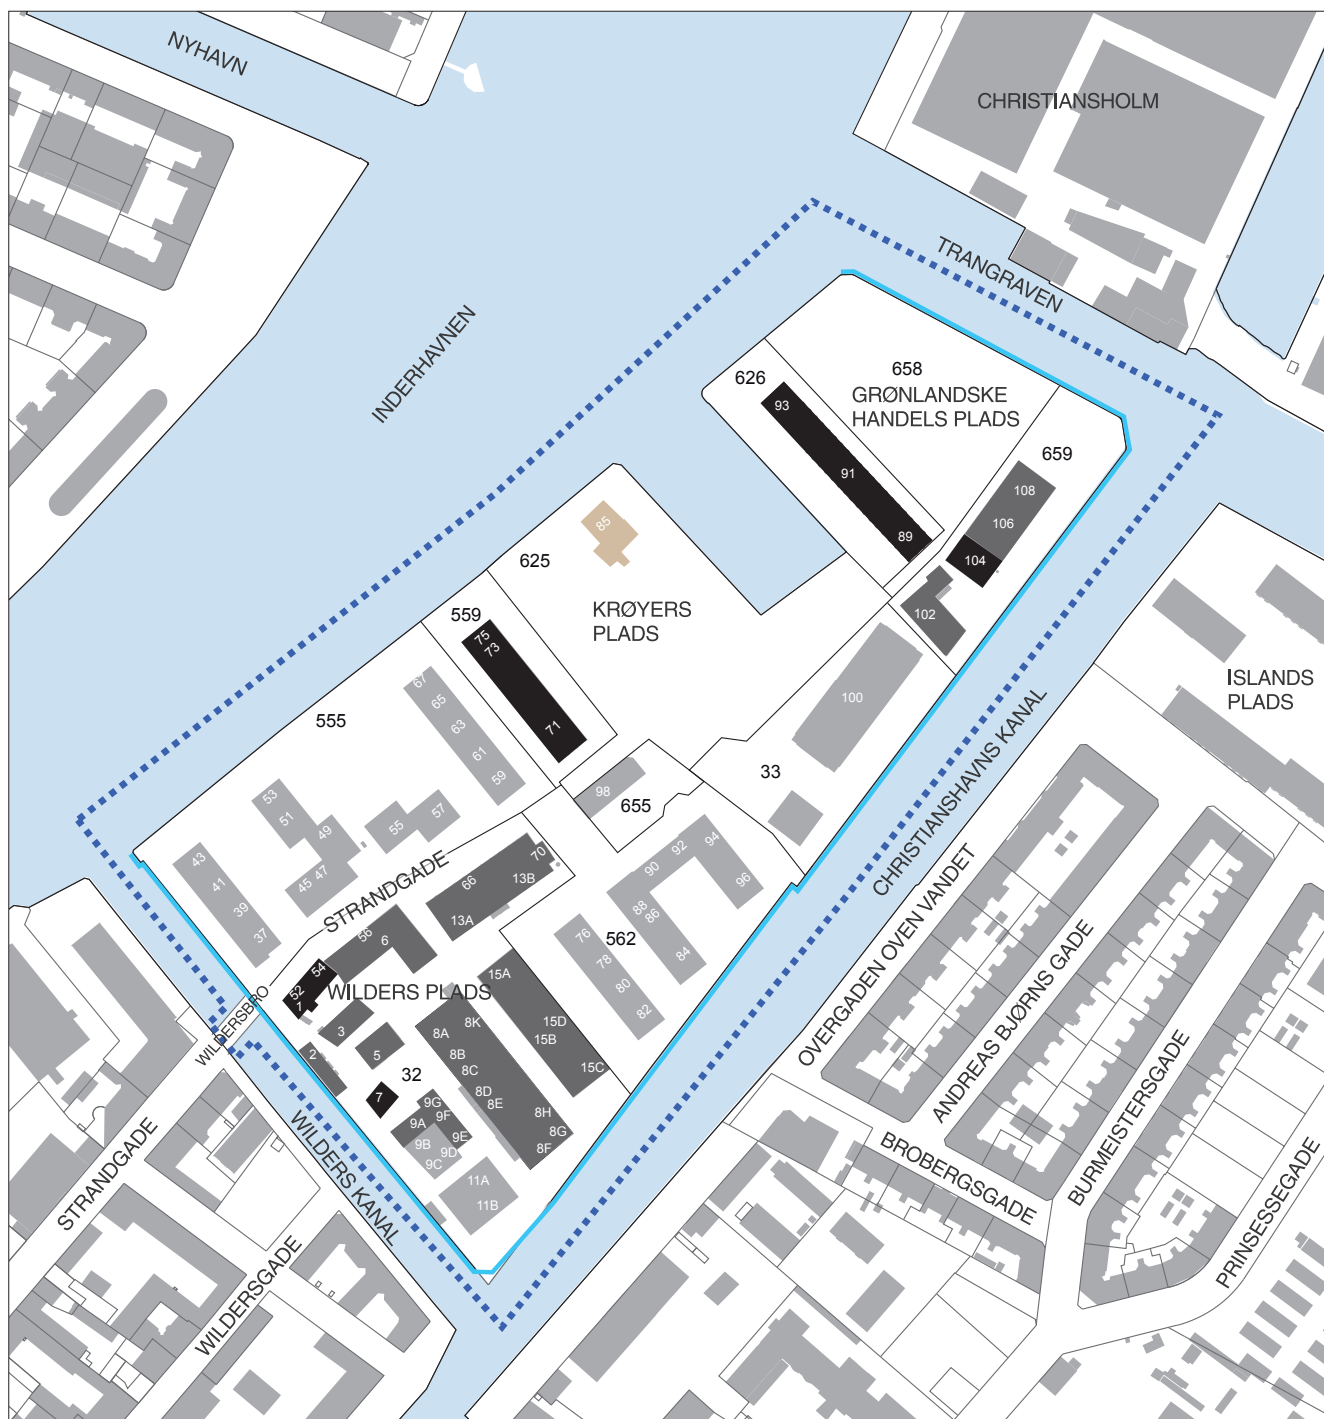 NYHAVN
CHRISTIANSHOLM
TRANGRAVEN
INDERHAVNEN
658
626
GRØNLANDSKE
HANDELS PLADS
93
659
91
108
106
89
104
85
625
102
KRØYERS
PLADS
559
75
73
ISLANDS
PLADS
67
65
555
63
71
100
61
59
33
98
655
CHRISTIANSHAVNS KANAL
53
51
49
57
55
43
45
47
41
39
37
STRANDGADE
70
66
13B
13A
94
92
90
96
88
86
84
562
76
78
80
82
56
6
54
52
1
WILDERS PLADS
WILDERSBRO
15A
15D
15B
15C
3
2
5
8K
8A
8B
8C
8D
8E
8H
8G
8F
32
7
9G
9F
9A
9B
9E
9D
9C
11A
11B
OVERGADEN OVEN VANDET
ANDREAS BJØRNS GADE
BURMEISTERSGADE
BROBERGSGADE
PRINSESSEGADE
STRANDGADE
WILDERS KANAL
WILDERSGADE